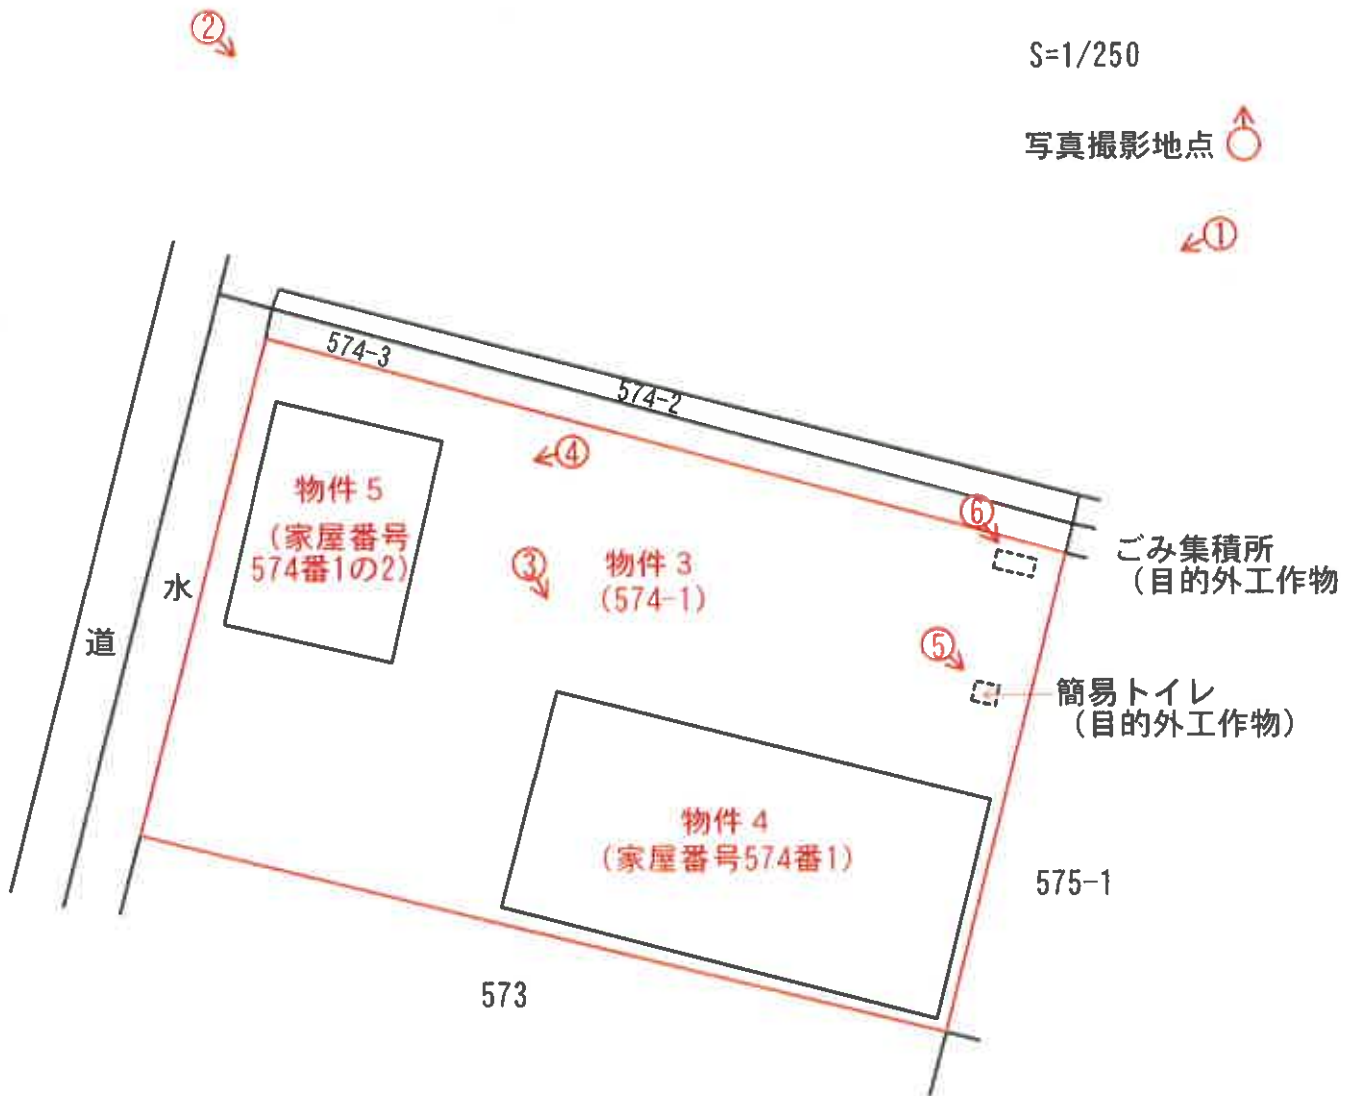 ②
S=1/250
写真撮影地点
①
574-3
574-2
④
物件5
(家屋番号
574番1の2)
⑥
ごみ集積所
(目的外工作物
③
物件3
(574-1)
水
道
⑤
簡易トイレ
(目的外工作物)
物件4
(家屋番号574番1)
575-1
573